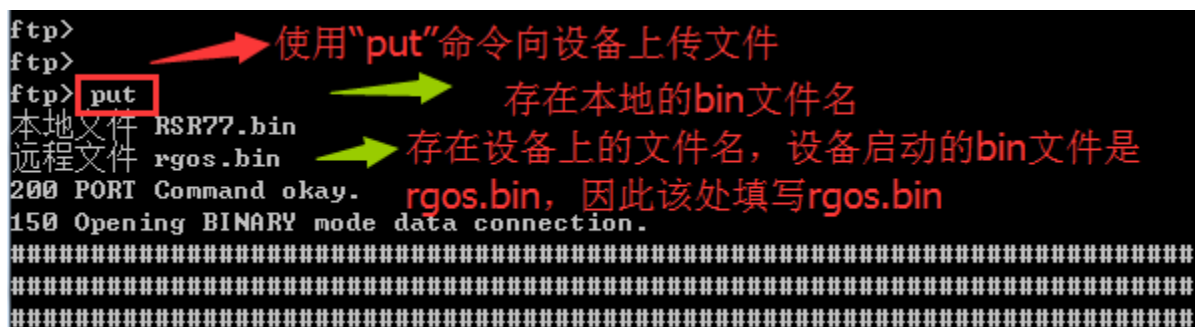 ftp>
ftp>
使用“put”命令向设备上传文件
ftp> put
存在本地的bin文件名
本地文件 RSR77.bin
远程文件 rgos.bin
存在设备上的文件名，设备启动的bin文件是
rgos.bin，因此该处填写rgos.bin
200 PORT Command okay.
150 Opening BINARY mode data connection.
##########################################################################
##########################################################################
##########################################################################